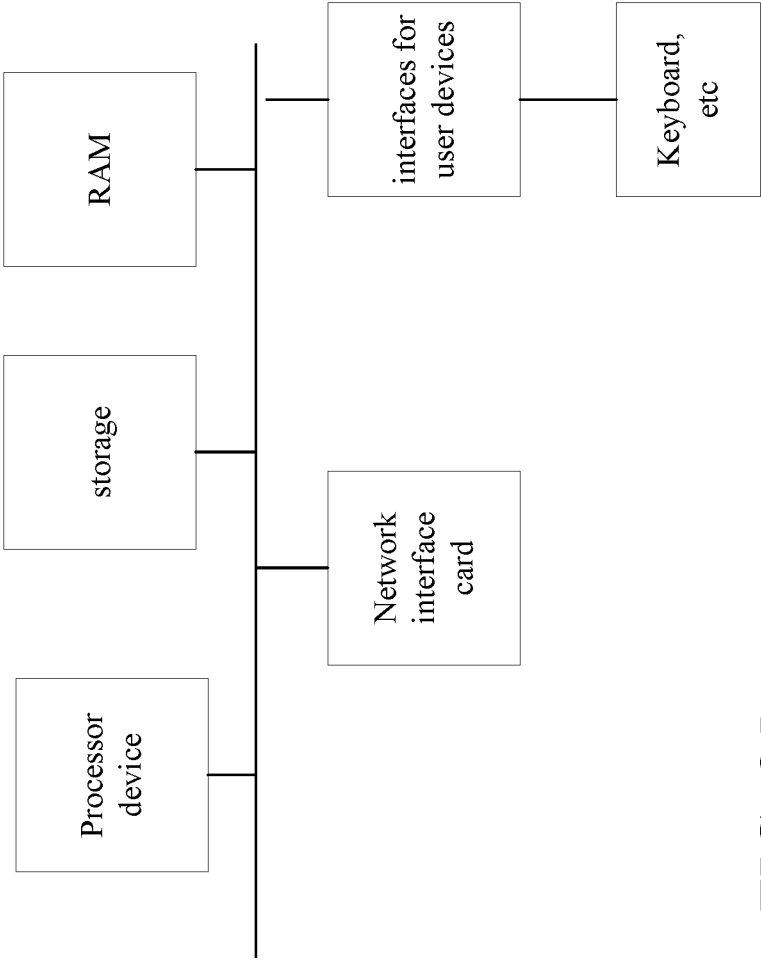 Processor
device
storage
RAM
Network
interface
card
interfaces for
user devices
Keyboard,
etc